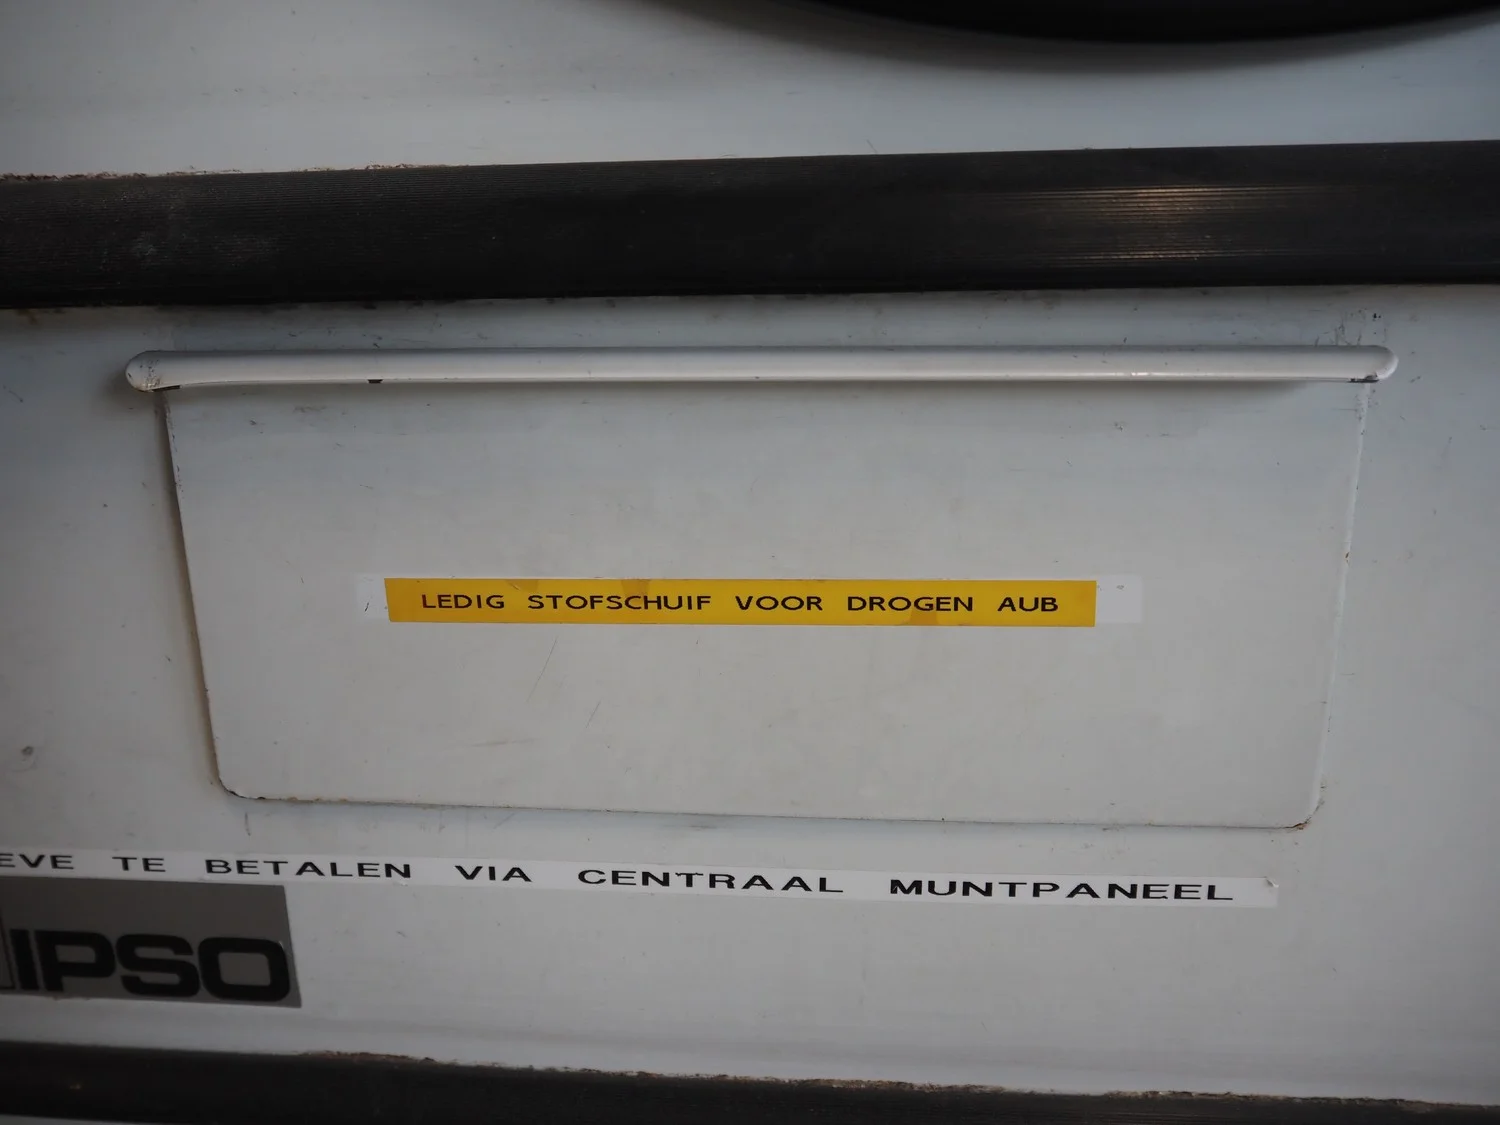 LEDIG STOFSCHUIF VOOR DROGEN AUB
EVE TE BETALEN VIA CENTRAAL MUNTPANEEL
IPSO